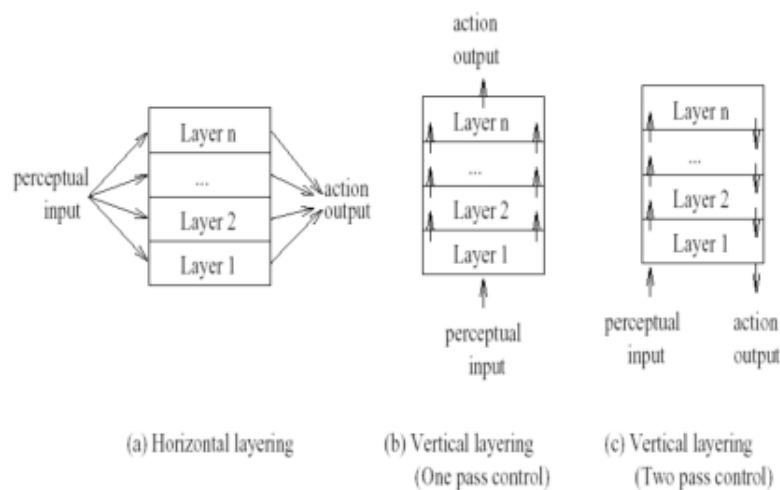 perceptual
input
Layer n
...
Layer 2
Layer 1
action
output
(a) Horizontal layering
action
output
Layer n
...
Layer 2
Layer 1
perceptual
input
(b) Vertical layering
(One pass control)
Layer n
...
Layer 2
Layer 1
perceptual
input
action
output
(c) Vertical layering
(Two pass control)